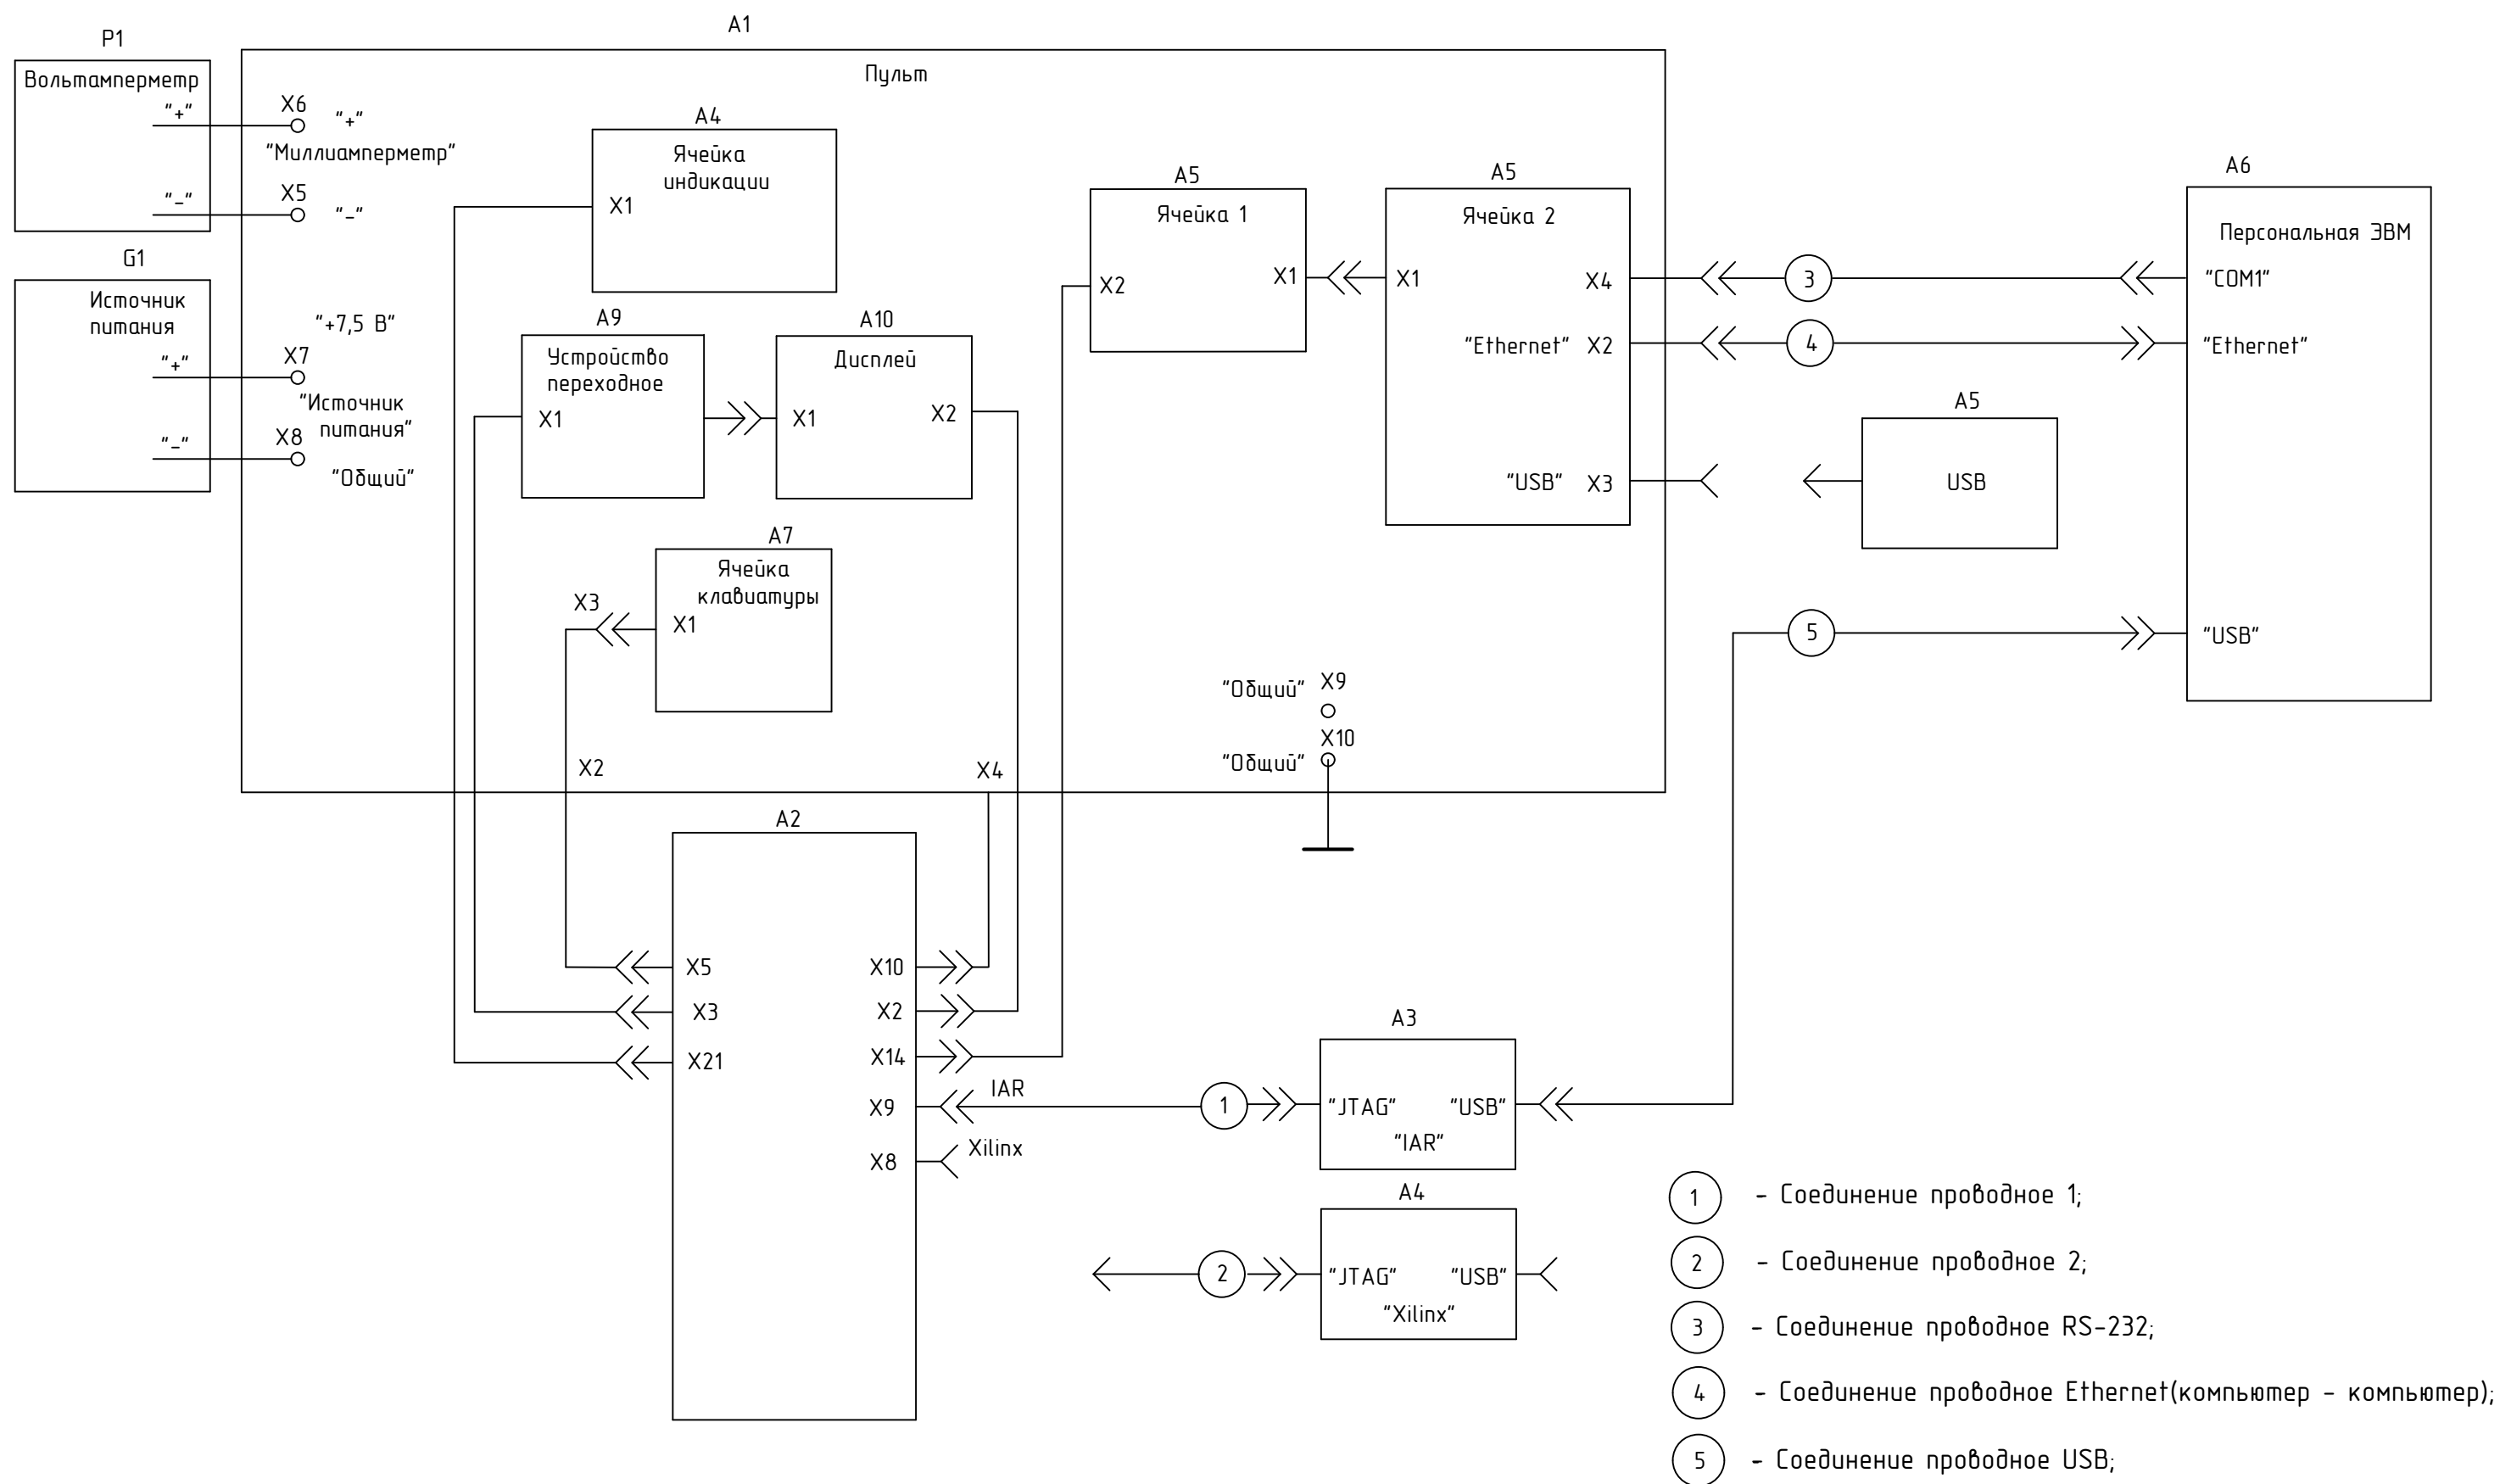 A1
P1
Вольтамперметр
"+"
"-"
X6
"+"
"Миллиамперметр"
X5
"-"
G1
Источник
питания
"+"
"-"
"+7,5 В"
X7
"Источник
питания"
X8
"Общий"
Пульт
A4
Ячейка
индикации
X1
A9
Устройство
переходное
X1
A10
Дисплей
X1
X2
A7
Ячейка
клавиатуры
X3
X1
X2
X4
A5
Ячейка 1
X2
X1
A5
Ячейка 2
X1
X4
"Ethernet" X2
"USB" X3
3
4
A6
Персональная ЭВМ
"COM1"
"Ethernet"
"USB"
A5
USB
5
"Общий" X9
X10
"Общий"
A2
X5
X3
X21
X10
X2
X14
X9
X8
IAR
Xilinx
1
A3
"JTAG" "USB"
"IAR"
2
A4
"JTAG" "USB"
"Xilinx"
1 - Соединение проводное 1;
2 - Соединение проводное 2;
3 - Соединение проводное RS-232;
4 - Соединение проводное Ethernet(компьютер - компьютер);
5 - Соединение проводное USB;